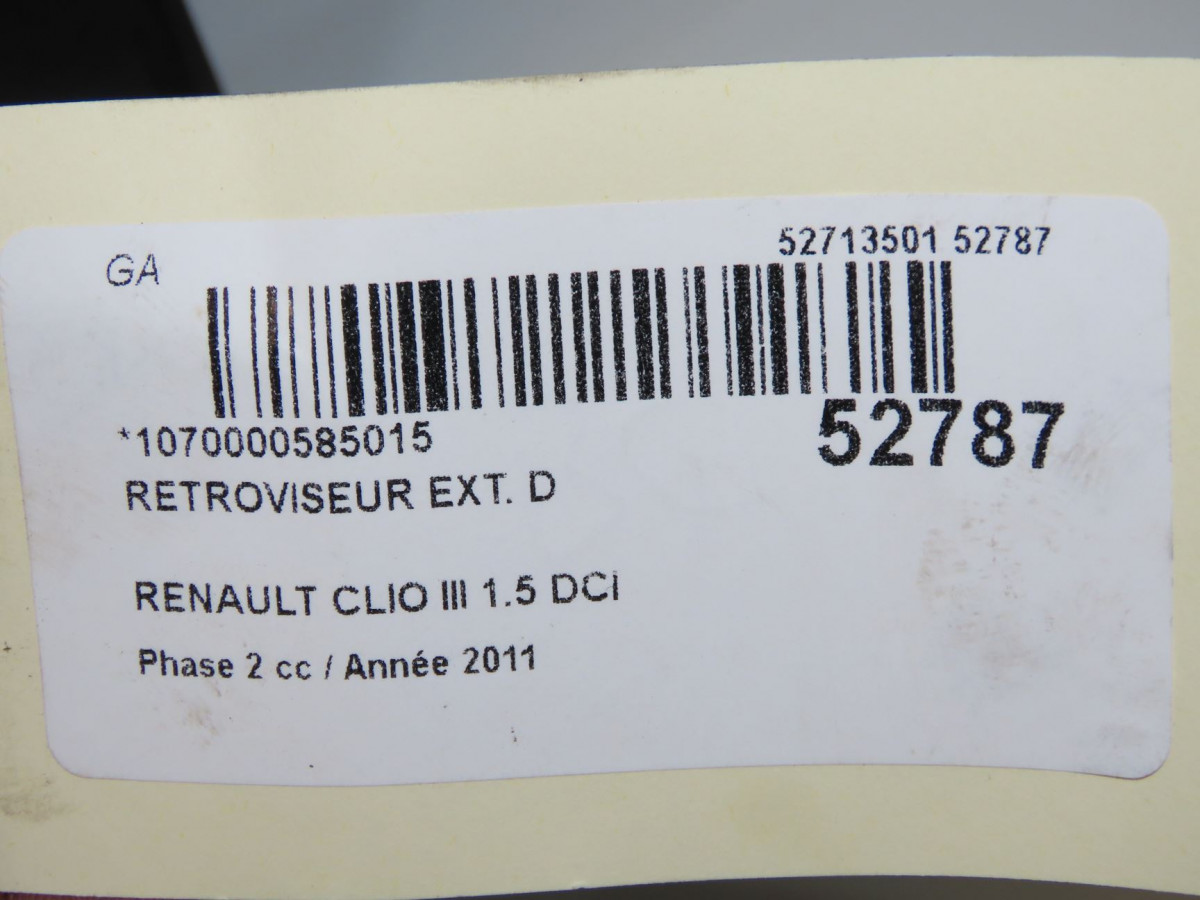 GA
52713501 52787
*1070000585015
52787
RETROVISEUR EXT. D
RENAULT CLIO III 1.5 DCI
Phase 2 cc / Année 2011